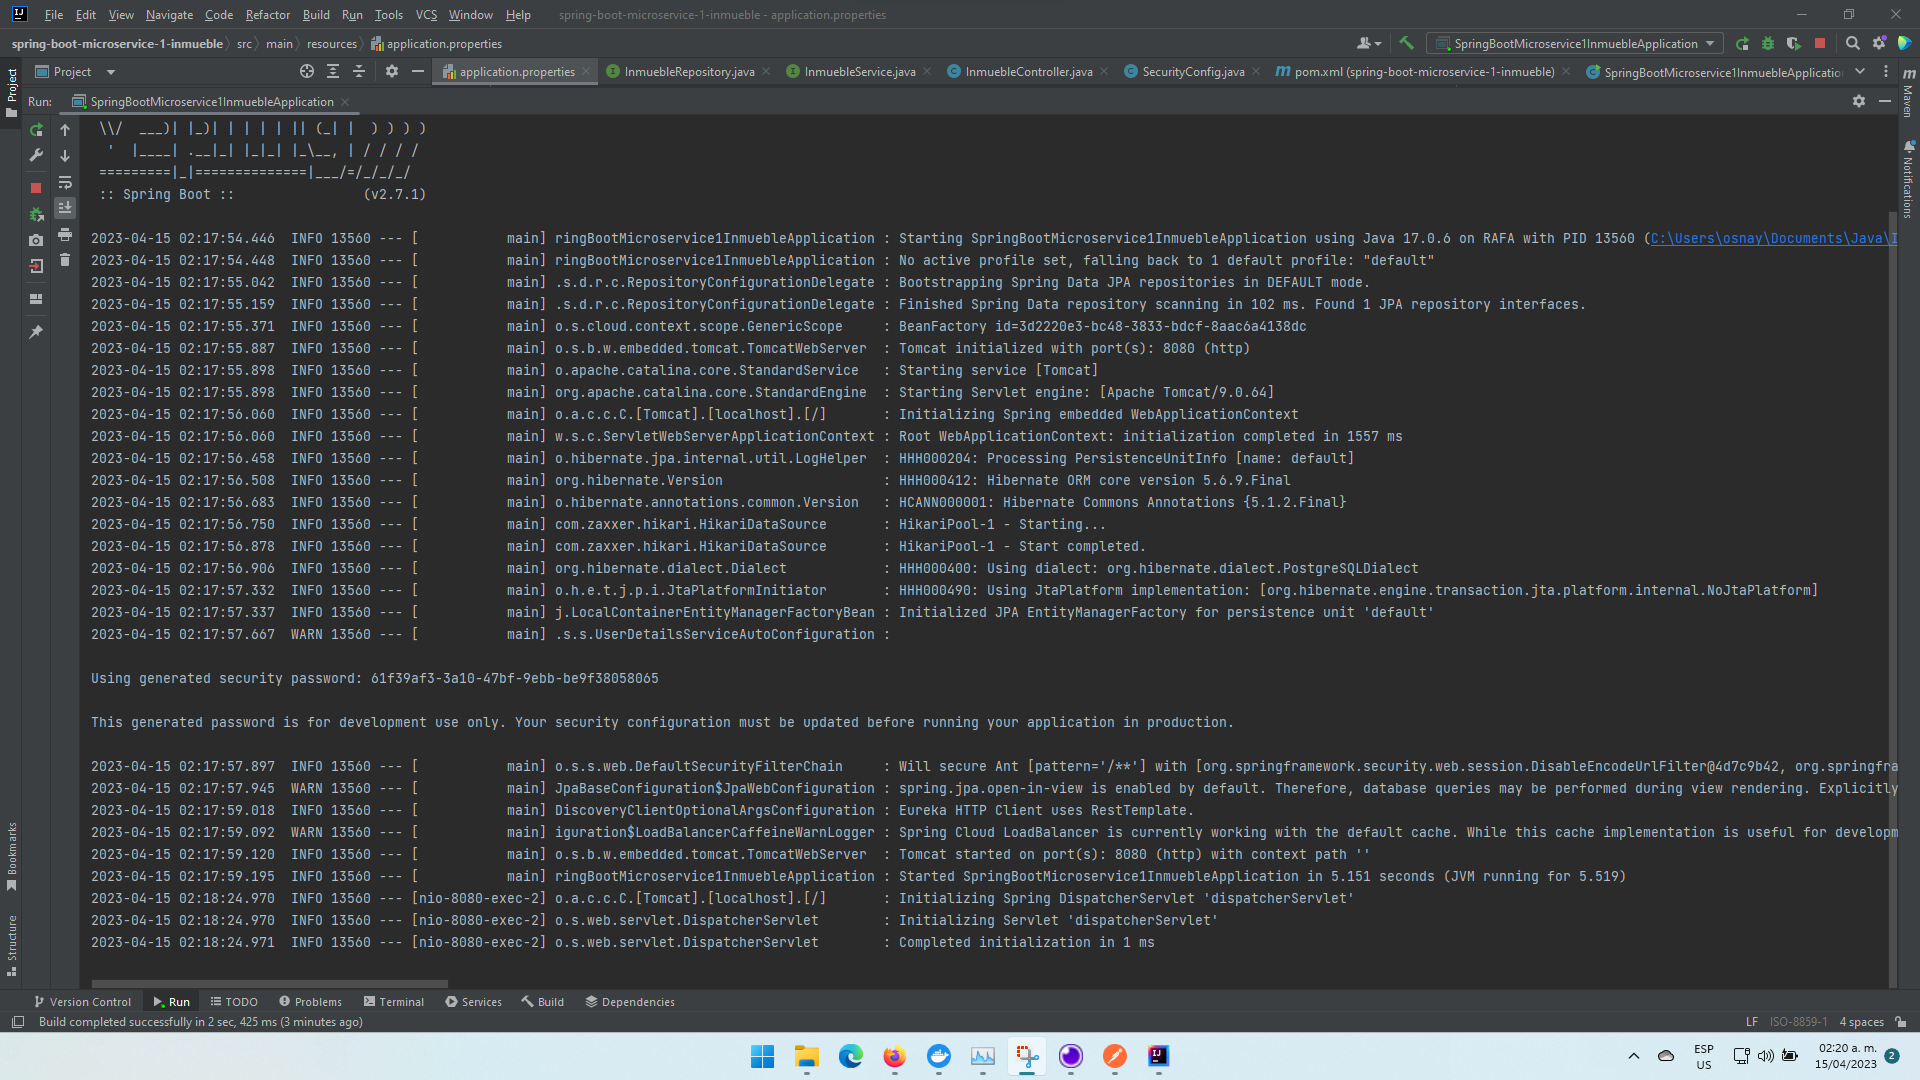 File Edit View Navigate Code Refactor Build Run Tools VCS Window Help spring-boot-microservice-1-inmueble - application.properties
spring-boot-microservice-1-inmueble src main resources application.properties SpringBootMicroservice1InmuebleApplication
Project application.properties InmuebleRepository.java InmuebleService.java InmuebleController.java SecurityConfig.java pom.xml (spring-boot-microservice-1-inmueble) SpringBootMicroservice1InmuebleApplicatio
Run: SpringBootMicroservice1InmuebleApplication
\\/  ___)| |_)| | | | | || (_| |  ) ) ) )
'  |____| .__|_| |_|_| |_\__, | / / / /
=========|_|==============|___/=/_/_/_/
:: Spring Boot ::                (v2.7.1)
2023-04-15 02:17:54.446  INFO 13560 --- [           main] ringBootMicroservice1InmuebleApplication : Starting SpringBootMicroservice1InmuebleApplication using Java 17.0.6 on RAFA with PID 13560 (C:\Users\osnay\Documents\Java\I
2023-04-15 02:17:54.448  INFO 13560 --- [           main] ringBootMicroservice1InmuebleApplication : No active profile set, falling back to 1 default profile: "default"
2023-04-15 02:17:55.042  INFO 13560 --- [           main] .s.d.r.c.RepositoryConfigurationDelegate : Bootstrapping Spring Data JPA repositories in DEFAULT mode.
2023-04-15 02:17:55.159  INFO 13560 --- [           main] .s.d.r.c.RepositoryConfigurationDelegate : Finished Spring Data repository scanning in 102 ms. Found 1 JPA repository interfaces.
2023-04-15 02:17:55.371  INFO 13560 --- [           main] o.s.cloud.context.scope.GenericScope     : BeanFactory id=3d2220e3-bc48-3833-bdcf-8aac6a4138dc
2023-04-15 02:17:55.887  INFO 13560 --- [           main] o.s.b.w.embedded.tomcat.TomcatWebServer  : Tomcat initialized with port(s): 8080 (http)
2023-04-15 02:17:55.898  INFO 13560 --- [           main] o.apache.catalina.core.StandardService   : Starting service [Tomcat]
2023-04-15 02:17:55.898  INFO 13560 --- [           main] org.apache.catalina.core.StandardEngine  : Starting Servlet engine: [Apache Tomcat/9.0.64]
2023-04-15 02:17:56.060  INFO 13560 --- [           main] o.a.c.c.C.[Tomcat].[localhost].[/]       : Initializing Spring embedded WebApplicationContext
2023-04-15 02:17:56.060  INFO 13560 --- [           main] w.s.c.ServletWebServerApplicationContext : Root WebApplicationContext: initialization completed in 1557 ms
2023-04-15 02:17:56.458  INFO 13560 --- [           main] o.hibernate.jpa.internal.util.LogHelper  : HHH000204: Processing PersistenceUnitInfo [name: default]
2023-04-15 02:17:56.508  INFO 13560 --- [           main] org.hibernate.Version                    : HHH000412: Hibernate ORM core version 5.6.9.Final
2023-04-15 02:17:56.683  INFO 13560 --- [           main] o.hibernate.annotations.common.Version   : HCANN000001: Hibernate Commons Annotations {5.1.2.Final}
2023-04-15 02:17:56.750  INFO 13560 --- [           main] com.zaxxer.hikari.HikariDataSource       : HikariPool-1 - Starting...
2023-04-15 02:17:56.878  INFO 13560 --- [           main] com.zaxxer.hikari.HikariDataSource       : HikariPool-1 - Start completed.
2023-04-15 02:17:56.906  INFO 13560 --- [           main] org.hibernate.dialect.Dialect            : HHH000400: Using dialect: org.hibernate.dialect.PostgreSQLDialect
2023-04-15 02:17:57.332  INFO 13560 --- [           main] o.h.e.t.j.p.i.JtaPlatformInitiator       : HHH000490: Using JtaPlatform implementation: [org.hibernate.engine.transaction.jta.platform.internal.NoJtaPlatform]
2023-04-15 02:17:57.337  INFO 13560 --- [           main] j.LocalContainerEntityManagerFactoryBean : Initialized JPA EntityManagerFactory for persistence unit 'default'
2023-04-15 02:17:57.667  WARN 13560 --- [           main] .s.s.UserDetailsServiceAutoConfiguration :
Using generated security password: 61f39af3-3a10-47bf-9ebb-be9f38058065
This generated password is for development use only. Your security configuration must be updated before running your application in production.
2023-04-15 02:17:57.897  INFO 13560 --- [           main] o.s.s.web.DefaultSecurityFilterChain     : Will secure Ant [pattern='/**'] with [org.springframework.security.web.session.DisableEncodeUrlFilter@4d7c9b42, org.springfra
2023-04-15 02:17:57.945  WARN 13560 --- [           main] JpaBaseConfiguration$JpaWebConfiguration : spring.jpa.open-in-view is enabled by default. Therefore, database queries may be performed during view rendering. Explicitly
2023-04-15 02:17:59.018  INFO 13560 --- [           main] DiscoveryClientOptionalArgsConfiguration : Eureka HTTP Client uses RestTemplate.
2023-04-15 02:17:59.092  WARN 13560 --- [           main] iguration$LoadBalancerCaffeineWarnLogger : Spring Cloud LoadBalancer is currently working with the default cache. While this cache implementation is useful for developm
2023-04-15 02:17:59.120  INFO 13560 --- [           main] o.s.b.w.embedded.tomcat.TomcatWebServer  : Tomcat started on port(s): 8080 (http) with context path ''
2023-04-15 02:17:59.195  INFO 13560 --- [           main] ringBootMicroservice1InmuebleApplication : Started SpringBootMicroservice1InmuebleApplication in 5.151 seconds (JVM running for 5.519)
2023-04-15 02:18:24.970  INFO 13560 --- [nio-8080-exec-2] o.a.c.c.C.[Tomcat].[localhost].[/]       : Initializing Spring DispatcherServlet 'dispatcherServlet'
2023-04-15 02:18:24.970  INFO 13560 --- [nio-8080-exec-2] o.s.web.servlet.DispatcherServlet        : Initializing Servlet 'dispatcherServlet'
2023-04-15 02:18:24.971  INFO 13560 --- [nio-8080-exec-2] o.s.web.servlet.DispatcherServlet        : Completed initialization in 1 ms
Project
Bookmarks
Structure
Maven
Notifications
Version Control Run TODO Problems Terminal Services Build Dependencies
Build completed successfully in 2 sec, 425 ms (3 minutes ago) LF ISO-8859-1 4 spaces
ESP
US
02:20 a. m.
15/04/2023
2